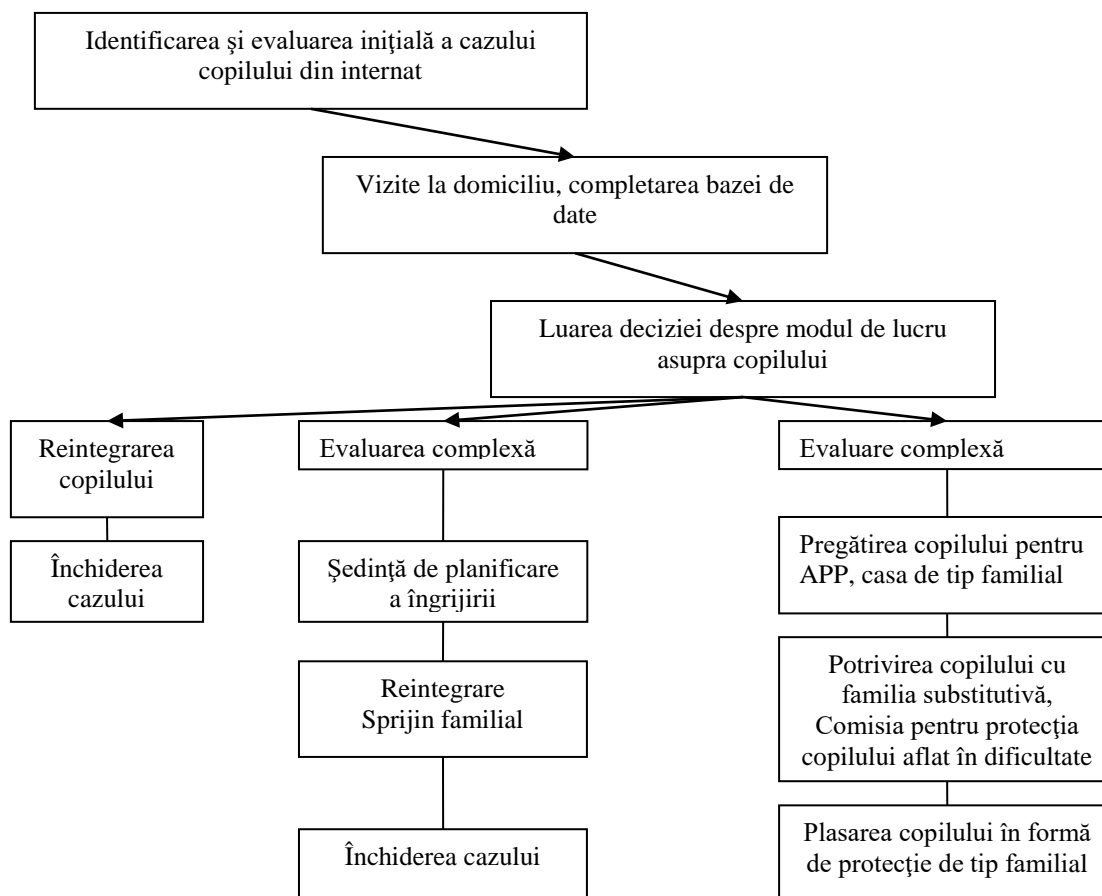 Identificarea şi evaluarea iniţială a cazului
copilului din internat
Vizite la domiciliu, completarea bazei de
date
Luarea deciziei despre modul de lucru
asupra copilului
Reintegrarea
copilului
Închiderea
cazului
Evaluarea complexă
Şedinţă de planificare
a îngrijirii
Reintegrare
Sprijin familial
Închiderea cazului
Evaluare complexă
Pregătirea copilului pentru
APP, casa de tip familial
Potrivirea copilului cu
familia substitutivă,
Comisia pentru protecţia
copilului aflat în dificultate
Plasarea copilului în formă
de protecţie de tip familial